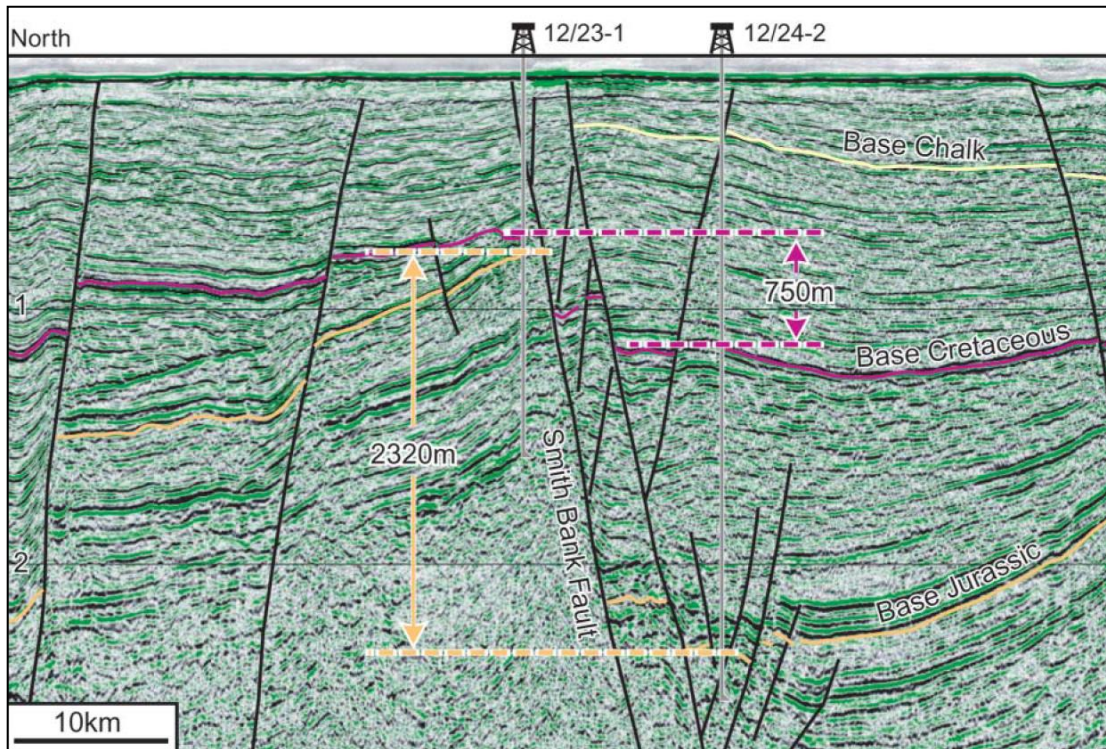 North
12/23-1
12/24-2
Base Chalk
1
750m
Base Cretaceous
2320m
Smith Bank Fault
2
Base Jurassic
10km